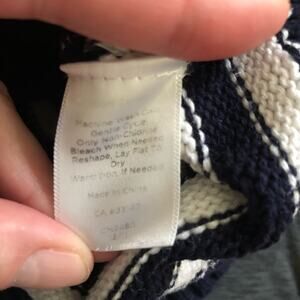 Machine Wash Cold
Gentle Cycle
Only Non-Chlorine
Bleach When Needed
Reshape, Lay Flat To
Dry
Warm Iron If Needed
Made In China
CA